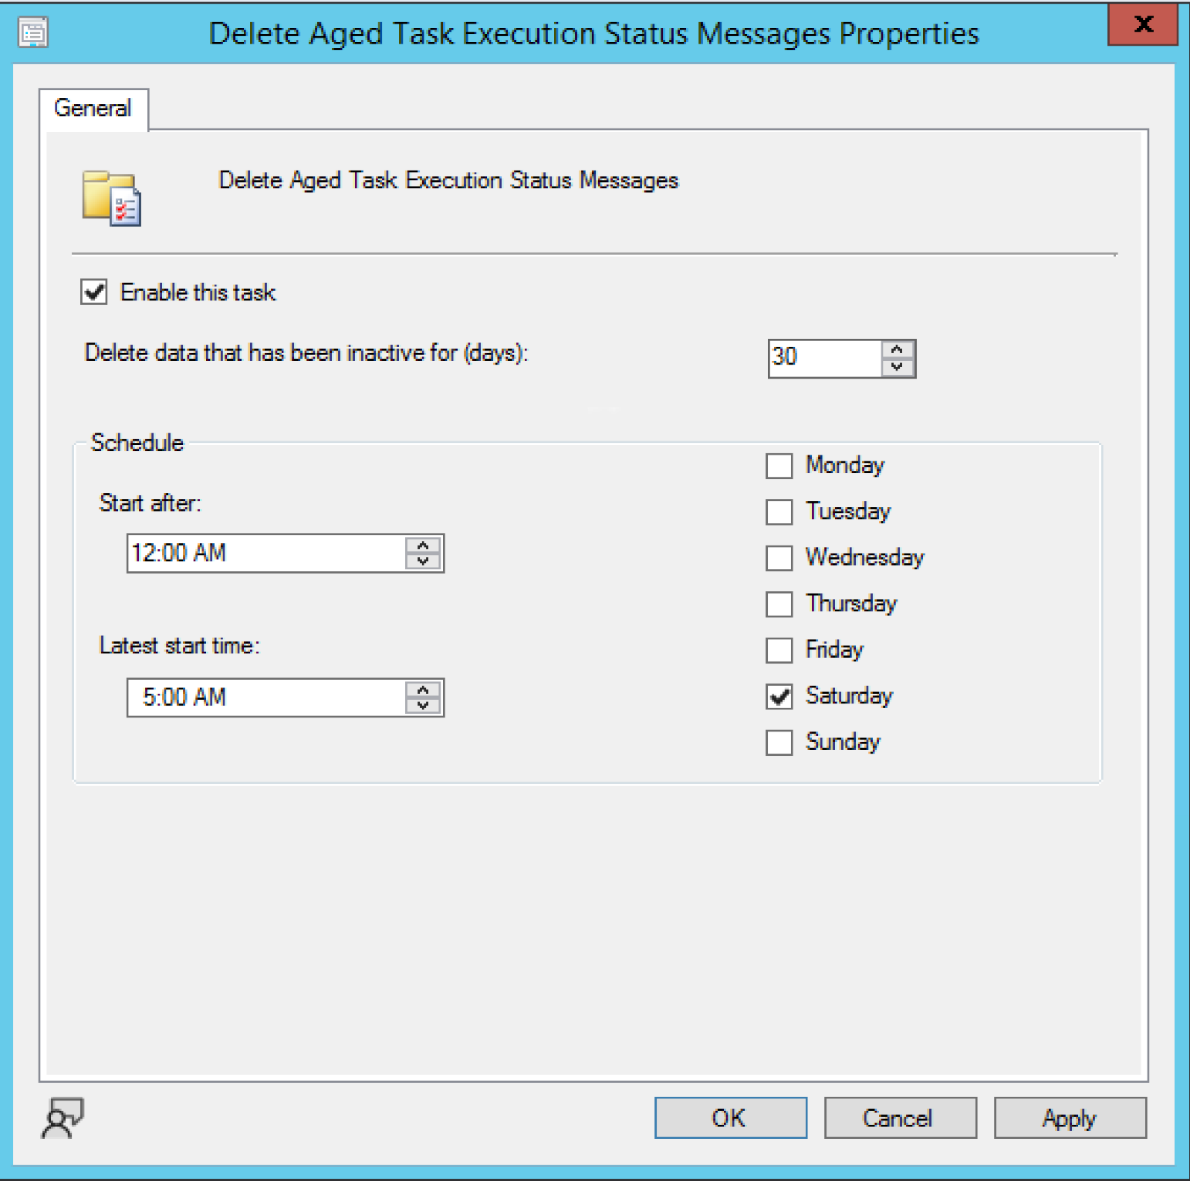 Delete Aged Task Execution Status Messages Properties
X
General
Delete Aged Task Execution Status Messages
Enable this task
Delete data that has been inactive for (days):
30
Schedule
Start after:
12:00 AM
Latest start time:
5:00 AM
Monday
Tuesday
Wednesday
Thursday
Friday
Saturday
Sunday
OK
Cancel
Apply